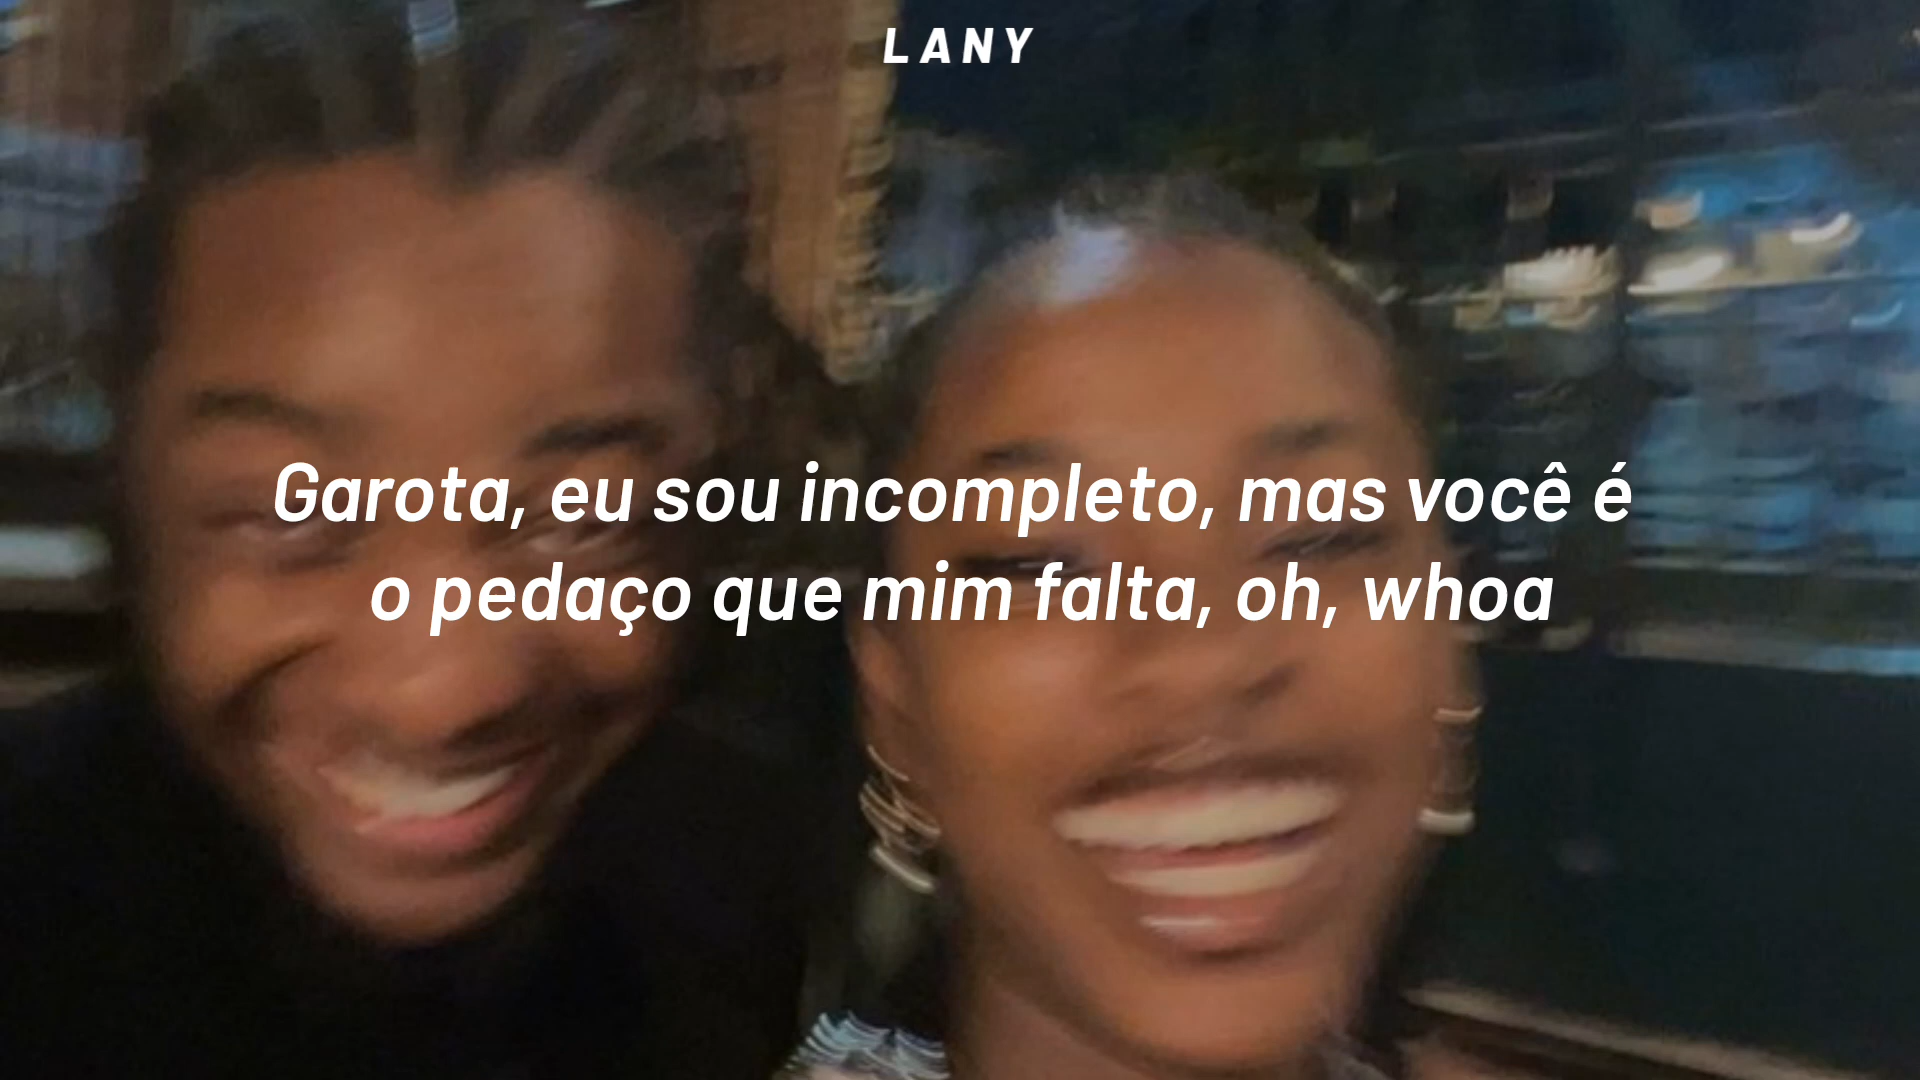 LANY
Garota, eu sou incompleto, mas você é
o pedaço que mim falta, oh, whoa